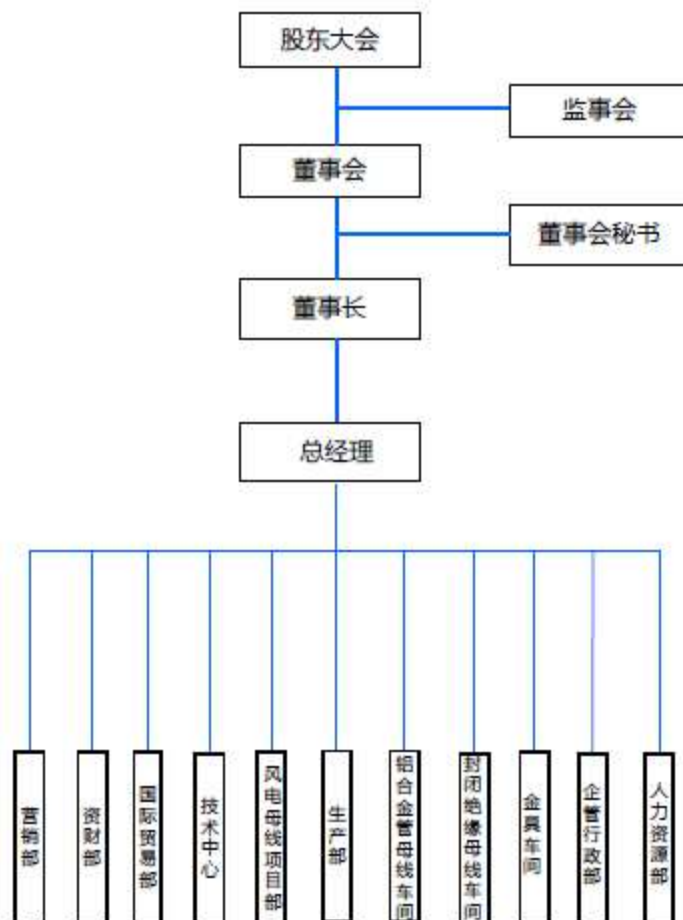 股东大会
监事会
董事会
董事会秘书
董事长
总经理
营销部
资财部
国际贸易部
技术中心
风电母线项目部
生产部
铝合金管母线车间
封闭绝缘母线车间
金具车间
企管行政部
人力资源部